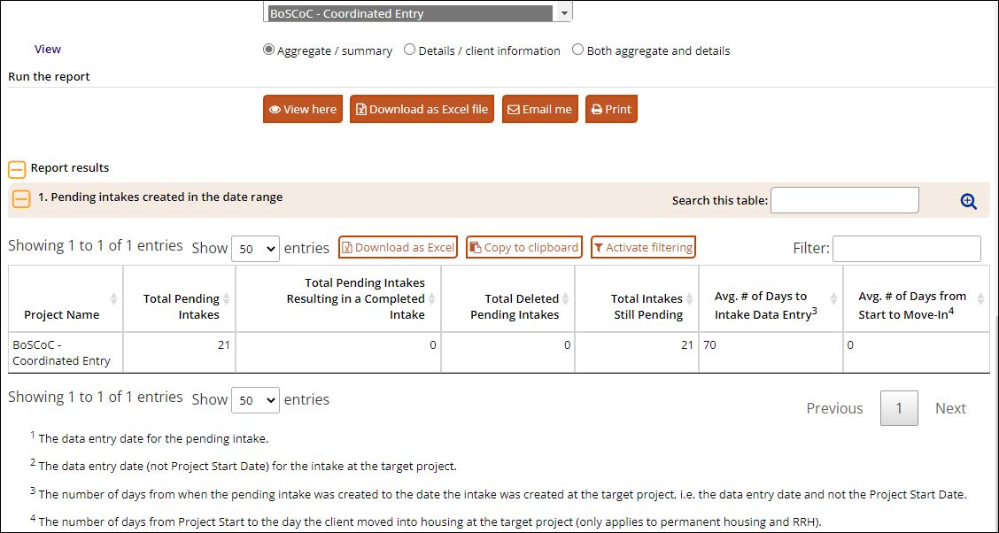 BoSCoC - Coordinated Entry
View
Aggregate / summary Details / client information Both aggregate and details
Run the report
View here Download as Excel file Email me Print
Report results
1. Pending intakes created in the date range Search this table:
Showing 1 to 1 of 1 entries Show 50 entries Download as Excel Copy to clipboard Activate filtering Filter:
Project Name
Total Pending
Intakes
Total Pending Intakes
Resulting in a Completed
Intake
Total Deleted
Pending Intakes
Total Intakes
Still Pending
Avg. # of Days to
Intake Data Entry3
Avg. # of Days from
Start to Move-In4
BoSCoC -
Coordinated Entry
21 0 0 21 70 0
Showing 1 to 1 of 1 entries Show 50 entries
Previous 1 Next
1 The data entry date for the pending intake.
2 The data entry date (not Project Start Date) for the intake at the target project.
3 The number of days from when the pending intake was created to the date the intake was created at the target project, i.e. the data entry date and not the Project Start Date.
4 The number of days from Project Start to the day the client moved into housing at the target project (only applies to permanent housing and RRH).